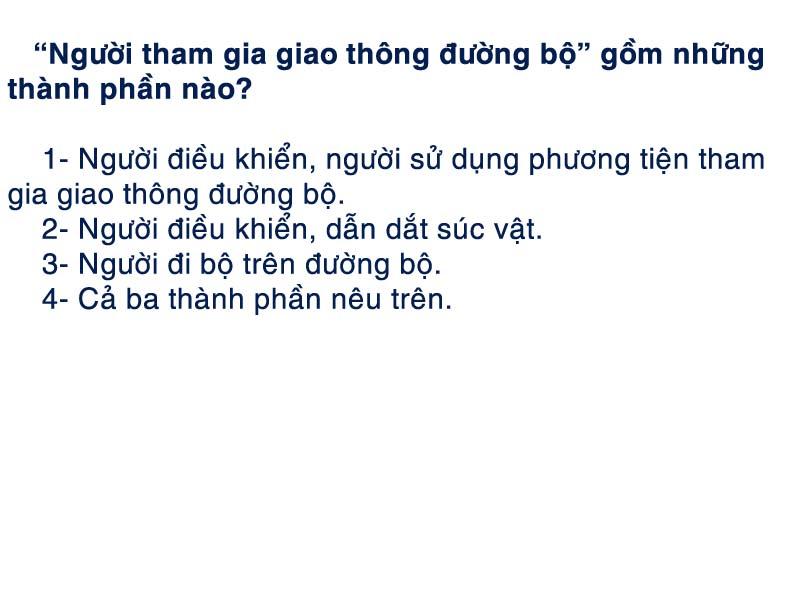 “Người tham gia giao thông đường bộ” gồm những
thành phần nào?
1- Người điều khiển, người sử dụng phương tiện tham
gia giao thông đường bộ.
2- Người điều khiển, dẫn dắt súc vật.
3- Người đi bộ trên đường bộ.
4- Cả ba thành phần nêu trên.